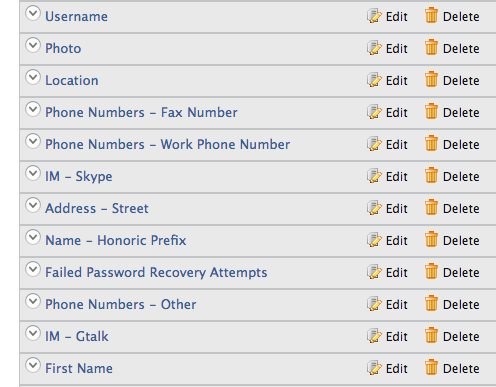 Username Edit Delete
Photo Edit Delete
Location Edit Delete
Phone Numbers – Fax Number Edit Delete
Phone Numbers – Work Phone Number Edit Delete
IM – Skype Edit Delete
Address – Street Edit Delete
Name – Honoric Prefix Edit Delete
Failed Password Recovery Attempts Edit Delete
Phone Numbers – Other Edit Delete
IM – Gtalk Edit Delete
First Name Edit Delete